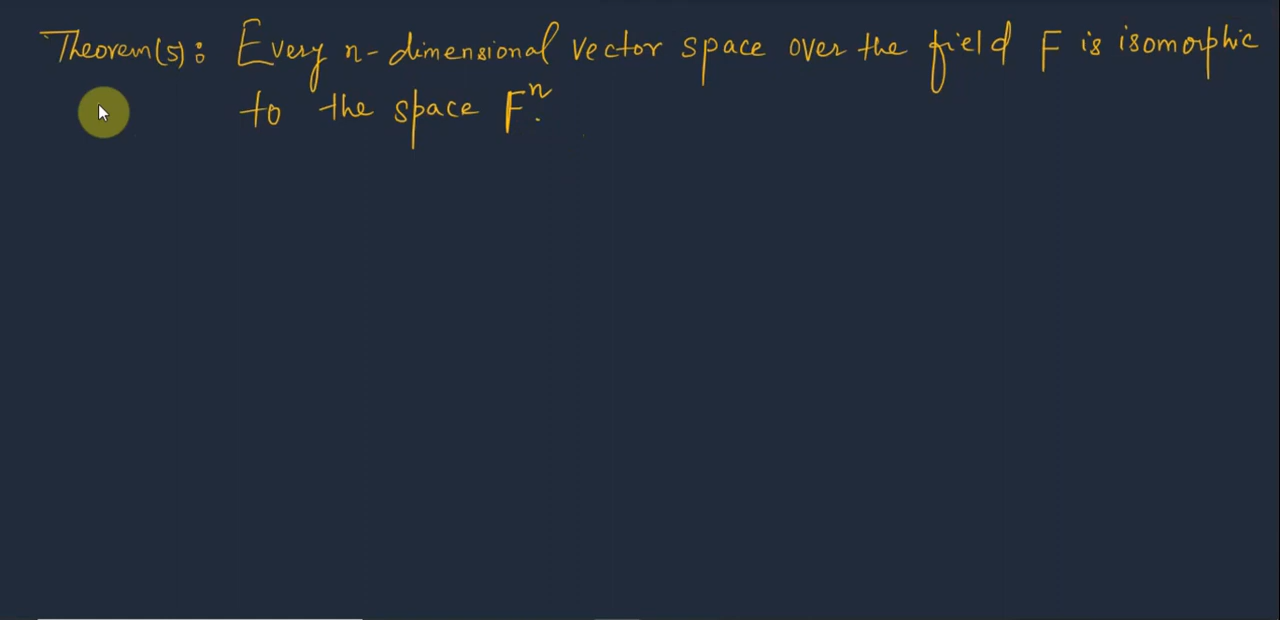 Theorem(5): Every n-dimensional vector space over the field F is isomorphic
to the space Fⁿ.